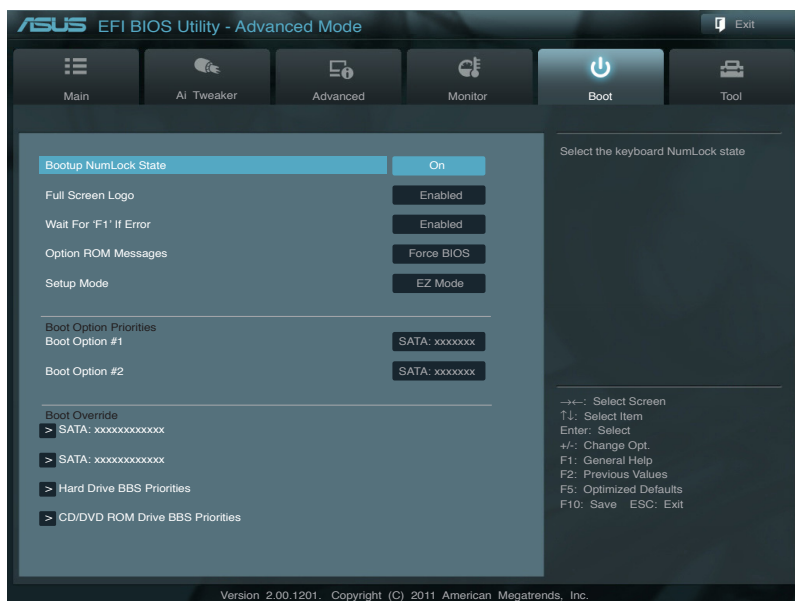 ASUS EFI BIOS Utility - Advanced Mode
Exit
Main
Ai Tweaker
Advanced
Monitor
Boot
Tool
Bootup NumLock State On
Full Screen Logo Enabled
Wait For ‘F1’ If Error Enabled
Option ROM Messages Force BIOS
Setup Mode EZ Mode
Boot Option Priorities
Boot Option #1 SATA: xxxxxxx
Boot Option #2 SATA: xxxxxxx
Boot Override
> SATA: xxxxxxxxxxxx
> SATA: xxxxxxxxxxxx
> Hard Drive BBS Priorities
> CD/DVD ROM Drive BBS Priorities
Select the keyboard NumLock state
→←: Select Screen
↑↓: Select Item
Enter: Select
+/-: Change Opt.
F1: General Help
F2: Previous Values
F5: Optimized Defaults
F10: Save ESC: Exit
Version 2.00.1201. Copyright (C) 2011 American Megatrends, Inc.